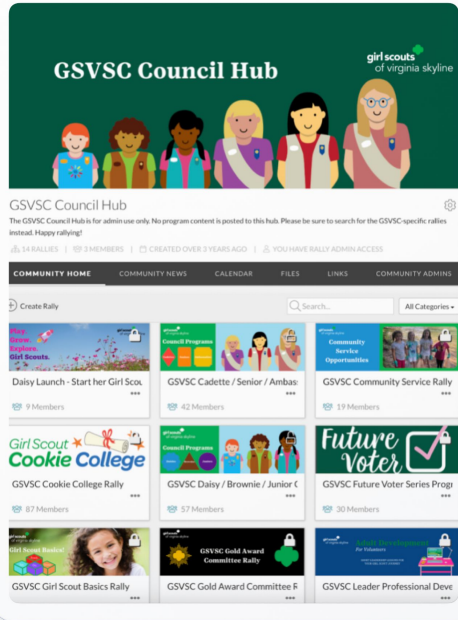 GSVSC Council Hub
girl scouts
of virginia skyline
GSVSC Council Hub
The GSVSC Council Hub is for admin use only. No program content is posted to this hub. Please be sure to search for the GSVSC-specific rallies
instead. Happy rallying!
14 RALLIES | 3 MEMBERS | CREATED OVER 3 YEARS AGO | YOU HAVE RALLY ADMIN ACCESS
COMMUNITY HOME COMMUNITY NEWS CALENDAR FILES LINKS COMMUNITY ADMINS
Create Rally Search... All Categories
Play.
Grow.
Explore.
Girl Scouts.
Council Programs
Community
Service
Opportunities
Daisy Launch - Start her Girl Scou
GSVSC Cadette / Senior / Ambas
GSVSC Community Service Rally
9 Members
42 Members
19 Members
Girl Scout
Cookie College
Council Programs
Future
Voter
GSVSC Cookie College Rally
GSVSC Daisy / Brownie / Junior C
GSVSC Future Voter Series Progr
87 Members
57 Members
30 Members
Girl Scout Basics!
GSVSC Gold Award
Committee Rally
Adult Development
For Volunteers
GSVSC Girl Scout Basics Rally
GSVSC Gold Award Committee R
GSVSC Leader Professional Deve